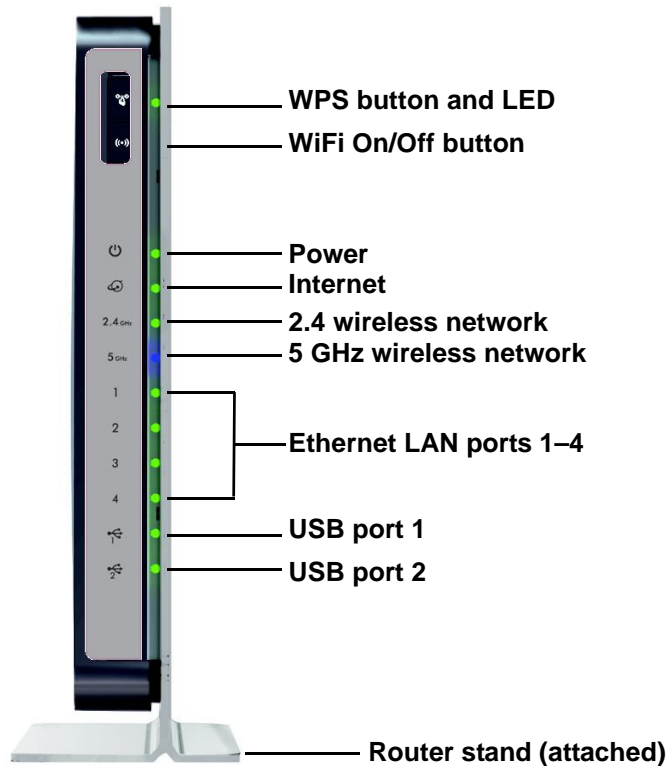 WPS button and LED
WiFi On/Off button
Power
Internet
2.4 GHz
2.4 wireless network
5 GHz
5 GHz wireless network
1
2
3
4
Ethernet LAN ports 1–4
1
USB port 1
2
USB port 2
Router stand (attached)